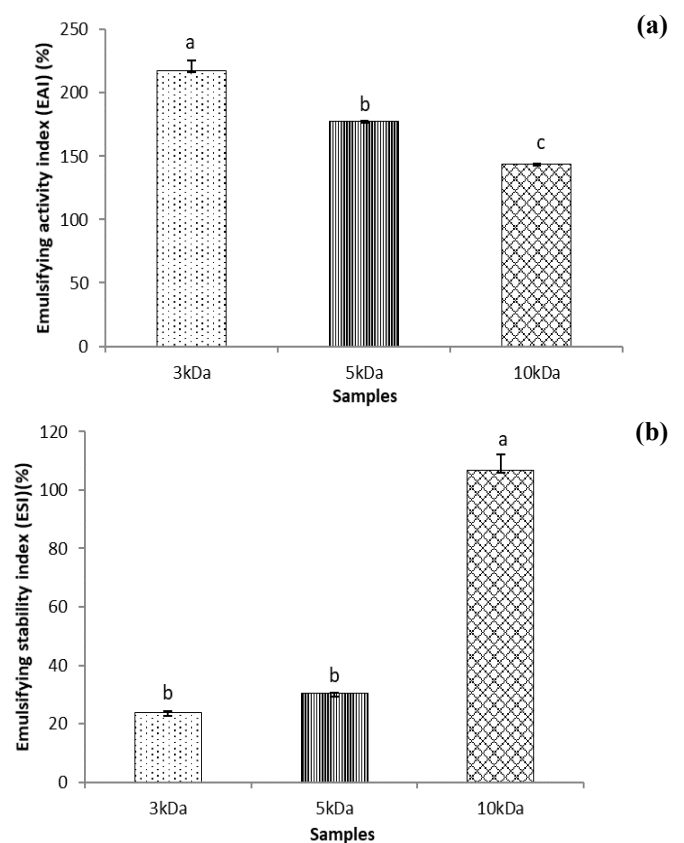 (a)
Emulsifying activity index (EAI) (%)
250
200
150
100
50
0
a
b
c
3kDa 5kDa 10kDa
Samples
(b)
Emulsifying stability index (ESI)(%)
120
100
80
60
40
20
0
b
b
a
3kDa 5kDa 10kDa
Samples